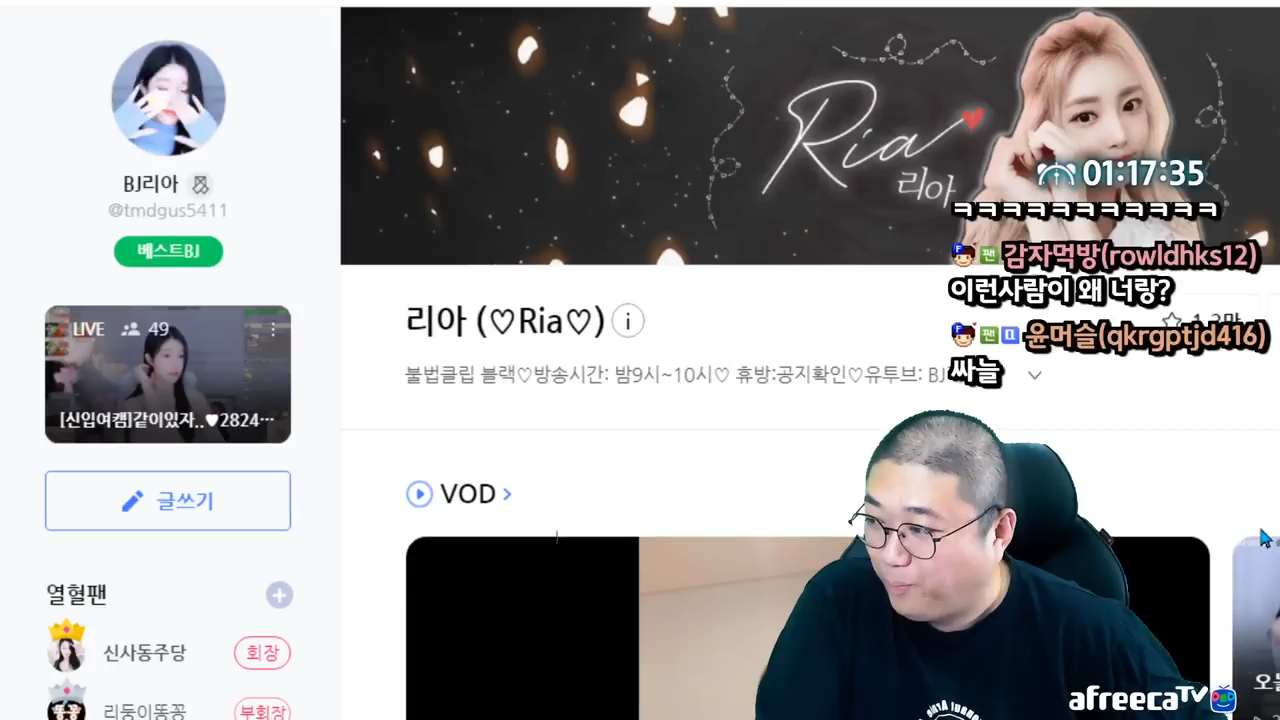 BJ리아
@tmdgus5411
베스트BJ
LIVE 49
[신입여캠]같이있자..♥2824…
글쓰기
열혈팬
신사동주당 회장
리둥이똥꽁 부회장
Ria
리아
01:17:35
ㅋㅋㅋㅋㅋㅋㅋㅋㅋㅋㅋ
팬 감자먹방(rowldhks12)
이런사람이 왜 너랑?
팬 윤머슬(qkrgptjd416)
싸늘
리아 (♡Ria♡)
불법클립 블랙♡방송시간: 밤9시~10시♡ 휴방:공지확인♡유투브: BJ
VOD
afreecaTV